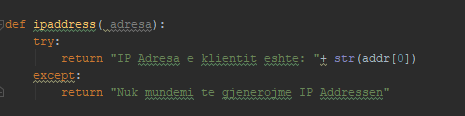 def ipaddress( adresa):
try:
return "IP Adresa e klientit eshte: "+ str(addr[0])
except:
return "Nuk mundemi te gjenerojme IP Addressen"